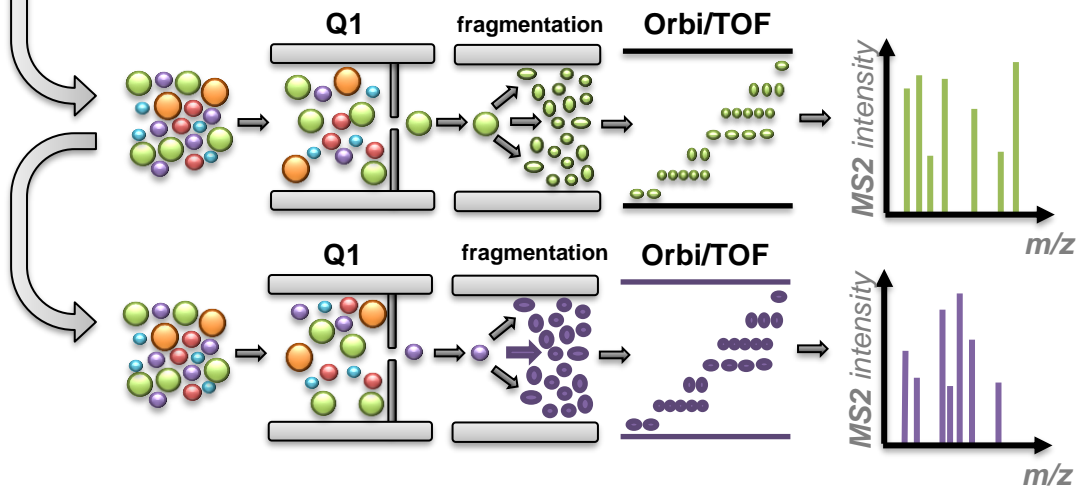 Q1
fragmentation
Orbi/TOF
MS2 intensity
m/z
Q1
fragmentation
Orbi/TOF
MS2 intensity
m/z